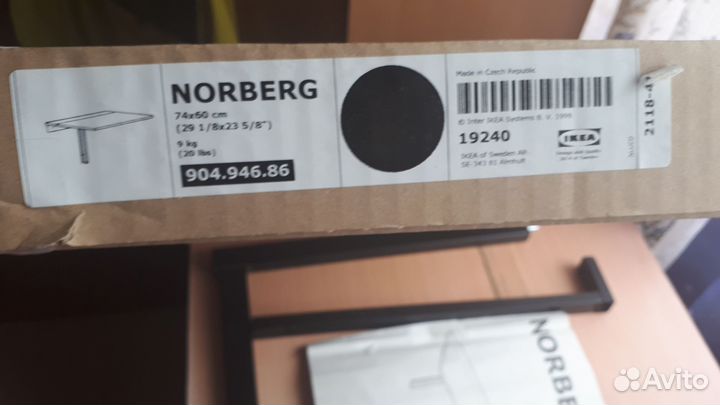 NORBERG
74x60 cm
(29 1/8x23 5/8")
9 kg
(20 lbs)
904.946.86
Made in Czech Republic
© Inter IKEA Systems B. V. 1999
19240
IKEA of Sweden AB
SE-343 81 Älmhult
IKEA
2118-4
NORBERG
Avito